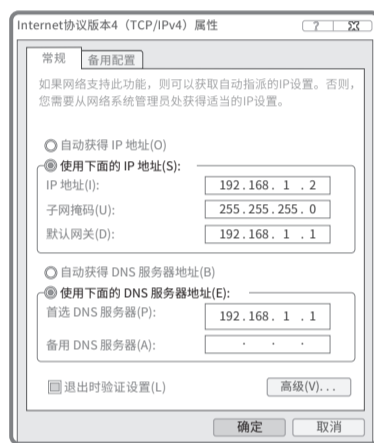 Internet协议版本4（TCP/IPv4）属性
常规 备用配置
如果网络支持此功能，则可以获取自动指派的IP设置。否则，
您需要从网络系统管理员处获得适当的IP设置。
自动获得 IP 地址(O)
使用下面的 IP 地址(S):
IP 地址(I): 192.168. 1 .2
子网掩码(U): 255.255.255.0
默认网关(D): 192.168. 1 .1
自动获得 DNS 服务器地址(B)
使用下面的 DNS 服务器地址(E):
首选 DNS 服务器(P): 192.168. 1 .1
备用 DNS 服务器(A): . . .
退出时验证设置(L) 高级(V)...
确定 取消